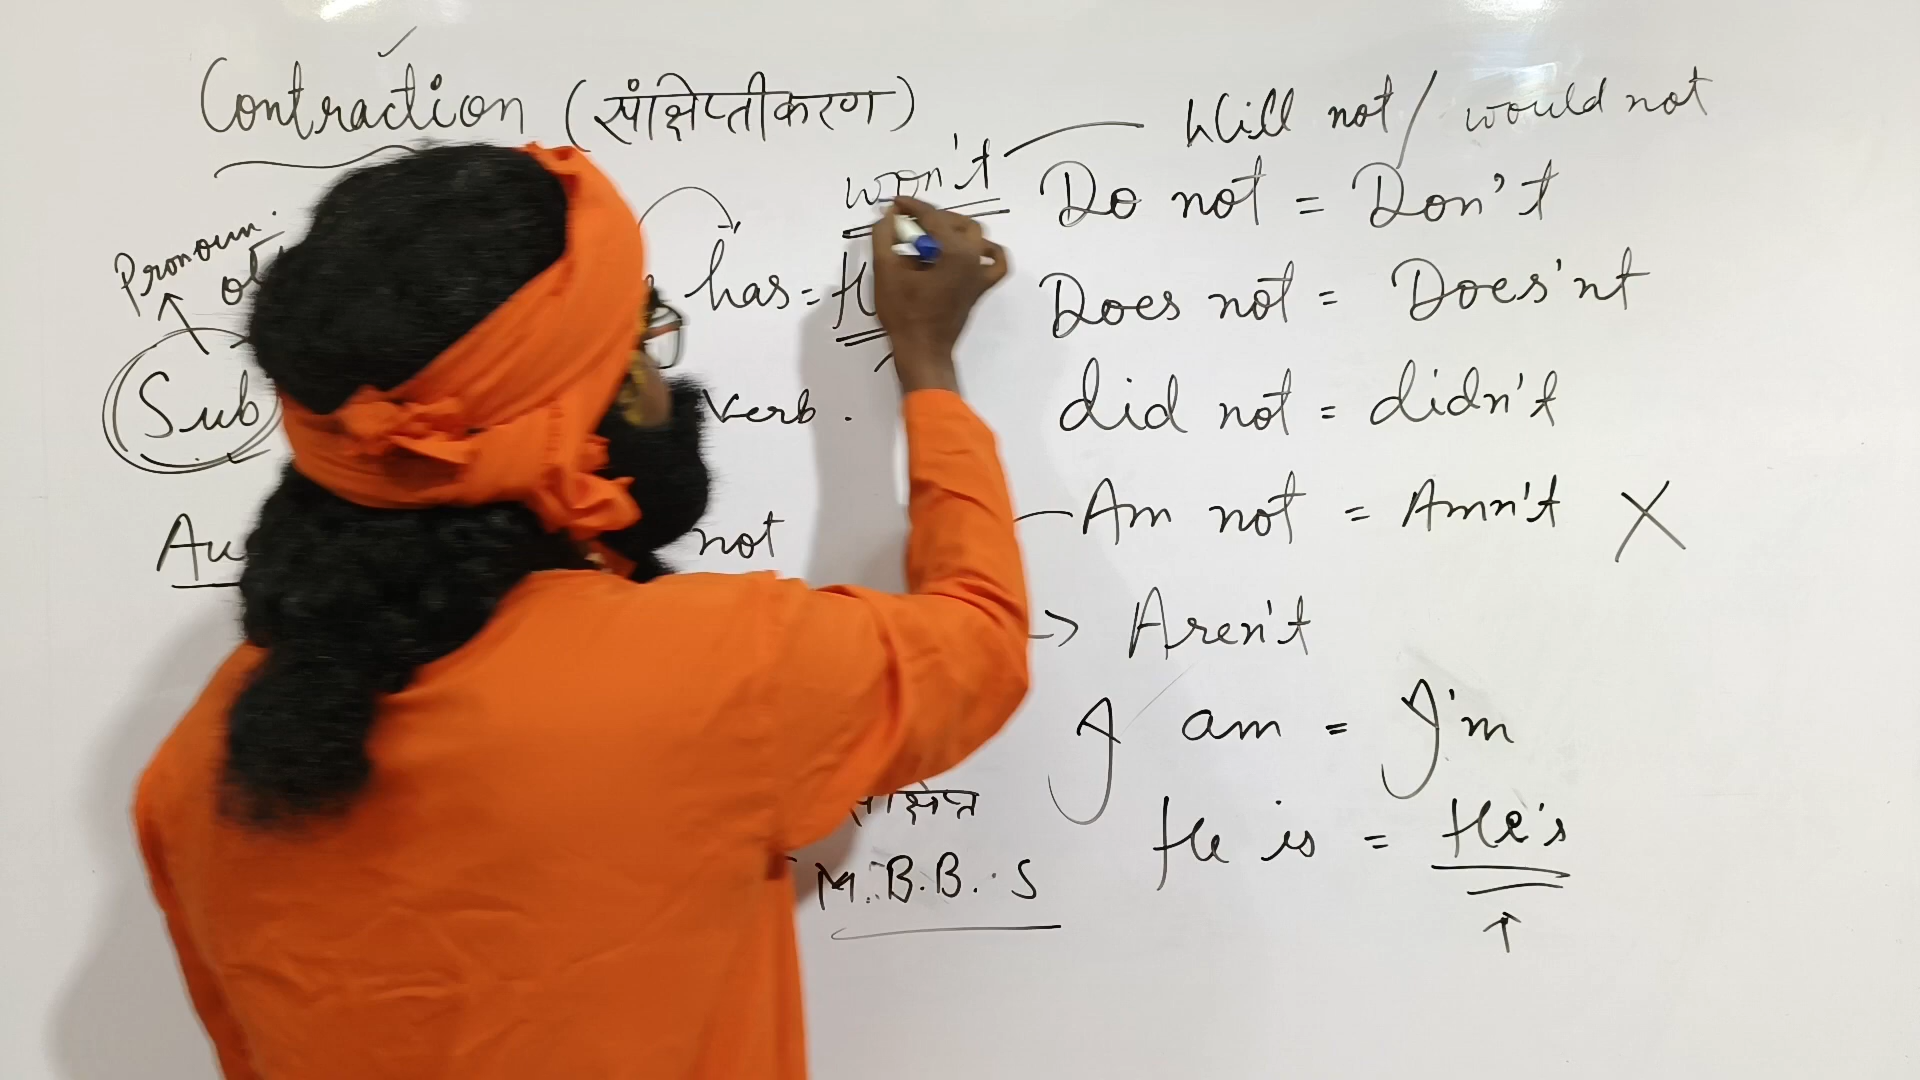 Contraction (सांक्षेप्तीकरण)
Will not / would not
won't
Do not = Don't
Pronoun
has =
Does not = Does'nt
Sub
Verb.
did not = didn't
not
Am not = Amn't X
→ Aren't
I am = I'm
He is = He's
M.B.B.S